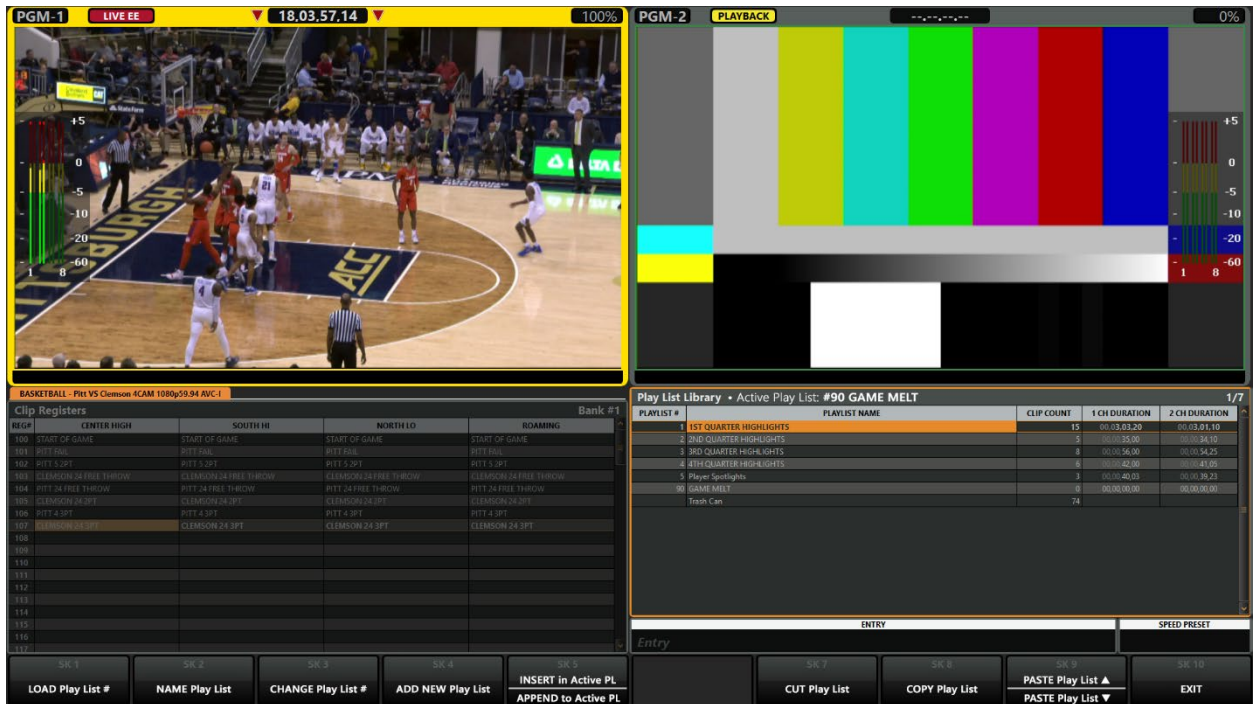 PGM-1 LIVE EE 18,03,57,14 100%
PGM-2 PLAYBACK --,--,--,-- 0%
+5
0
-5
-10
-20
-60
1 8
StateFarm
CAT
DELTA
PITTSBURGH
ACC
21
4
+5
0
-5
-10
-20
-60
1 8
BASKETBALL - Pitt VS Clemson 4CAM 1080p59.94 AVC-I
Clip Registers Bank #1
REG# CENTER HIGH SOUTH HI NORTH LO ROAMING
100 START OF GAME START OF GAME START OF GAME START OF GAME
101 PITT FAIL PITT FAIL PITT FAIL PITT FAIL
102 PITT 5 2PT PITT 5 2PT PITT 5 2PT PITT 5 2PT
103 CLEMSON 24 FREE THROW CLEMSON 24 FREE THROW CLEMSON 24 FREE THROW CLEMSON 24 FREE THROW
104 PITT 24 FREE THROW PITT 24 FREE THROW PITT 24 FREE THROW PITT 24 FREE THROW
105 CLEMSON 24 2PT CLEMSON 24 2PT CLEMSON 24 2PT CLEMSON 24 2PT
106 PITT 4 3PT PITT 4 3PT PITT 4 3PT PITT 4 3PT
107 CLEMSON 24 3PT CLEMSON 24 3PT CLEMSON 24 3PT CLEMSON 24 3PT
108
109
110
111
112
113
114
115
116
117
Play List Library • Active Play List: #90 GAME MELT 1/7
PLAYLIST # PLAYLIST NAME CLIP COUNT 1 CH DURATION 2 CH DURATION
1 1ST QUARTER HIGHLIGHTS 15 00,03,03,20 00,03,01,10
2 2ND QUARTER HIGHLIGHTS 5 00,00,35,00 00,00,34,10
3 3RD QUARTER HIGHLIGHTS 8 00,00,56,00 00,00,54,25
4 4TH QUARTER HIGHLIGHTS 6 00,00,42,00 00,00,41,05
5 Player Spotlights 3 00,00,40,03 00,00,39,23
90 GAME MELT 0 00,00,00,00 00,00,00,00
Trash Can 74
ENTRY SPEED PRESET
Entry
SK 1 SK 2 SK 3 SK 4 SK 5
LOAD Play List # NAME Play List CHANGE Play List # ADD NEW Play List INSERT in Active PL
APPEND to Active PL
SK 7 SK 8 SK 9 SK 10
CUT Play List COPY Play List PASTE Play List ▲ EXIT
PASTE Play List ▼